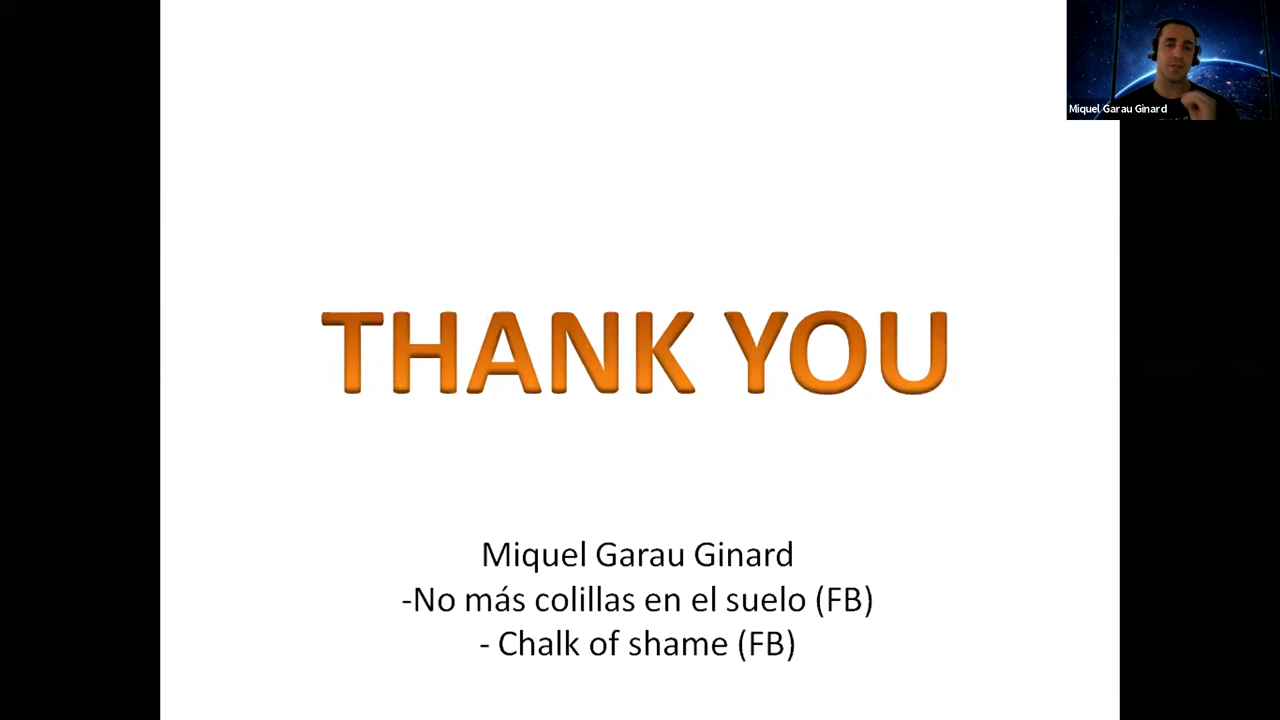 Miquel Garau Ginard
THANK YOU
Miquel Garau Ginard
-No más colillas en el suelo (FB)
- Chalk of shame (FB)